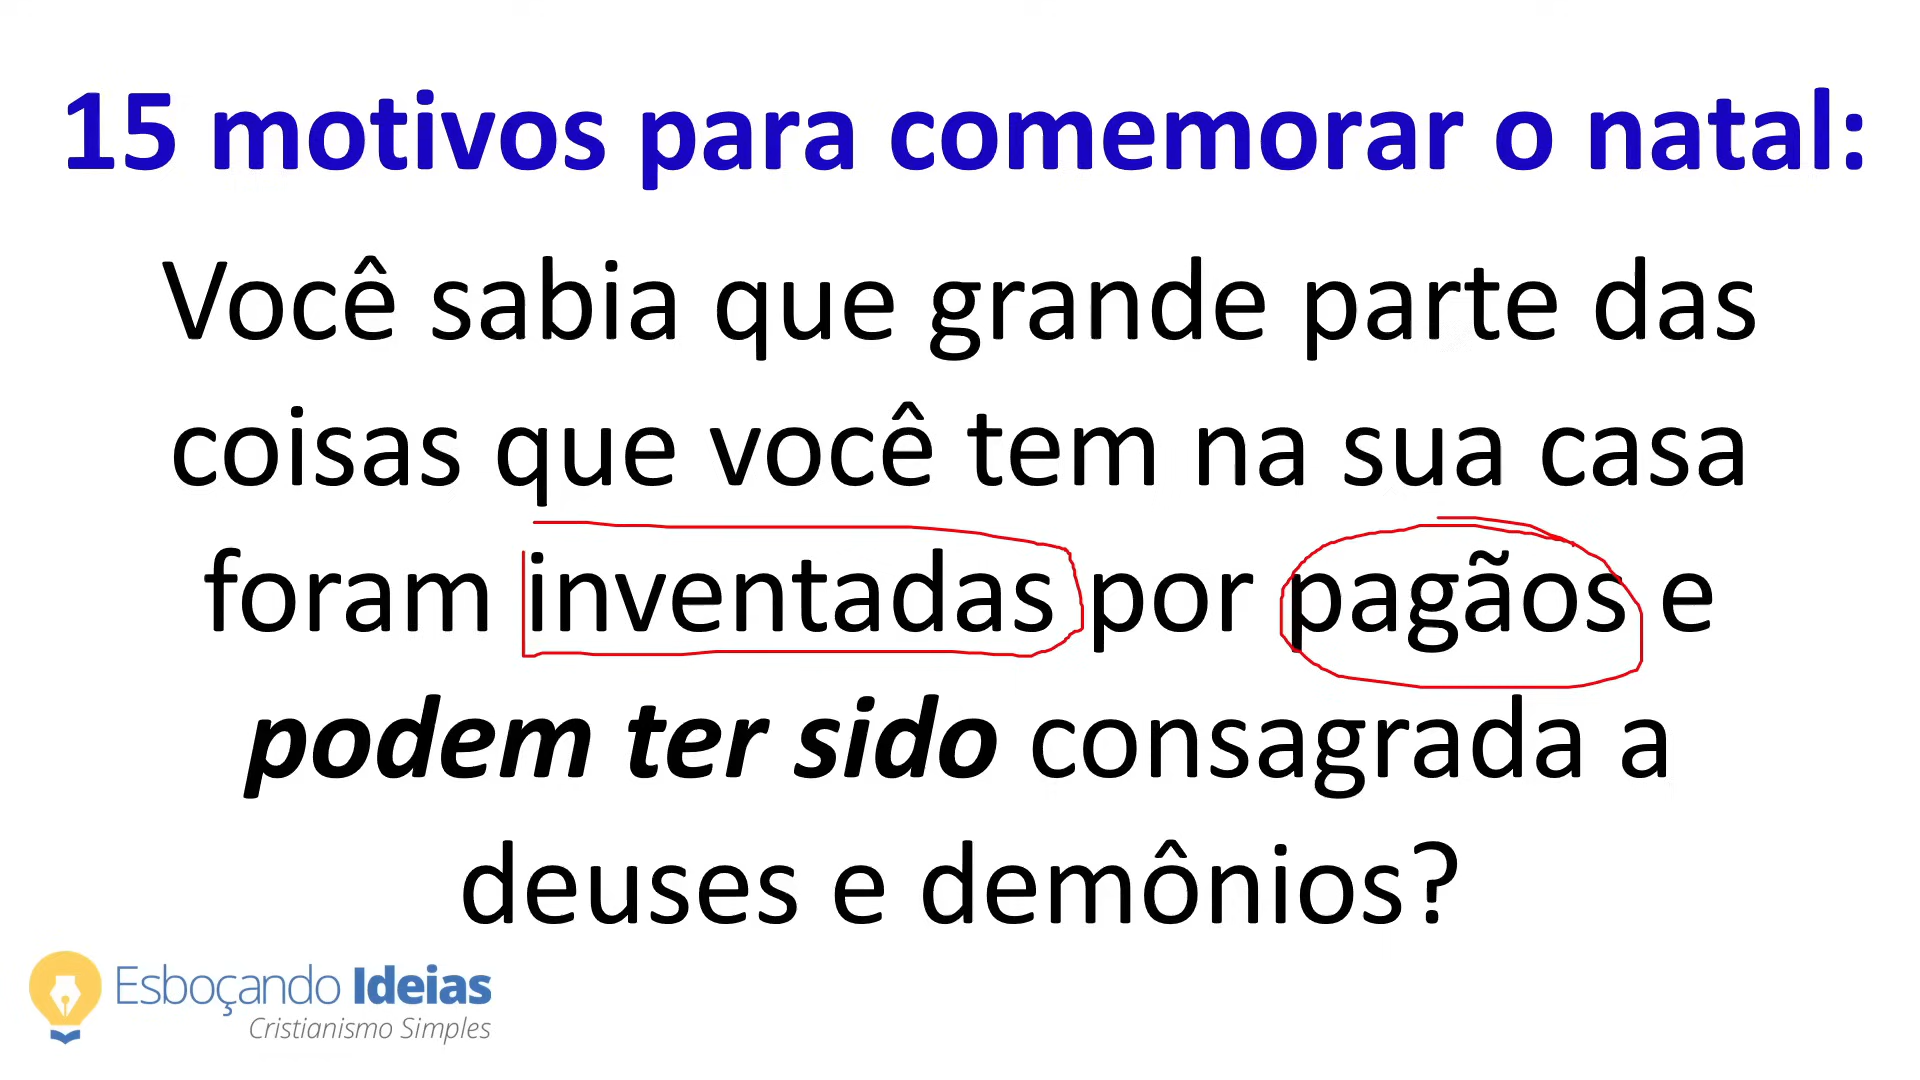 15 motivos para comemorar o natal:
Você sabia que grande parte das
coisas que você tem na sua casa
foram inventadas por pagãos e
podem ter sido consagrada a
deuses e demônios?
Esboçando Ideias
Cristianismo Simples